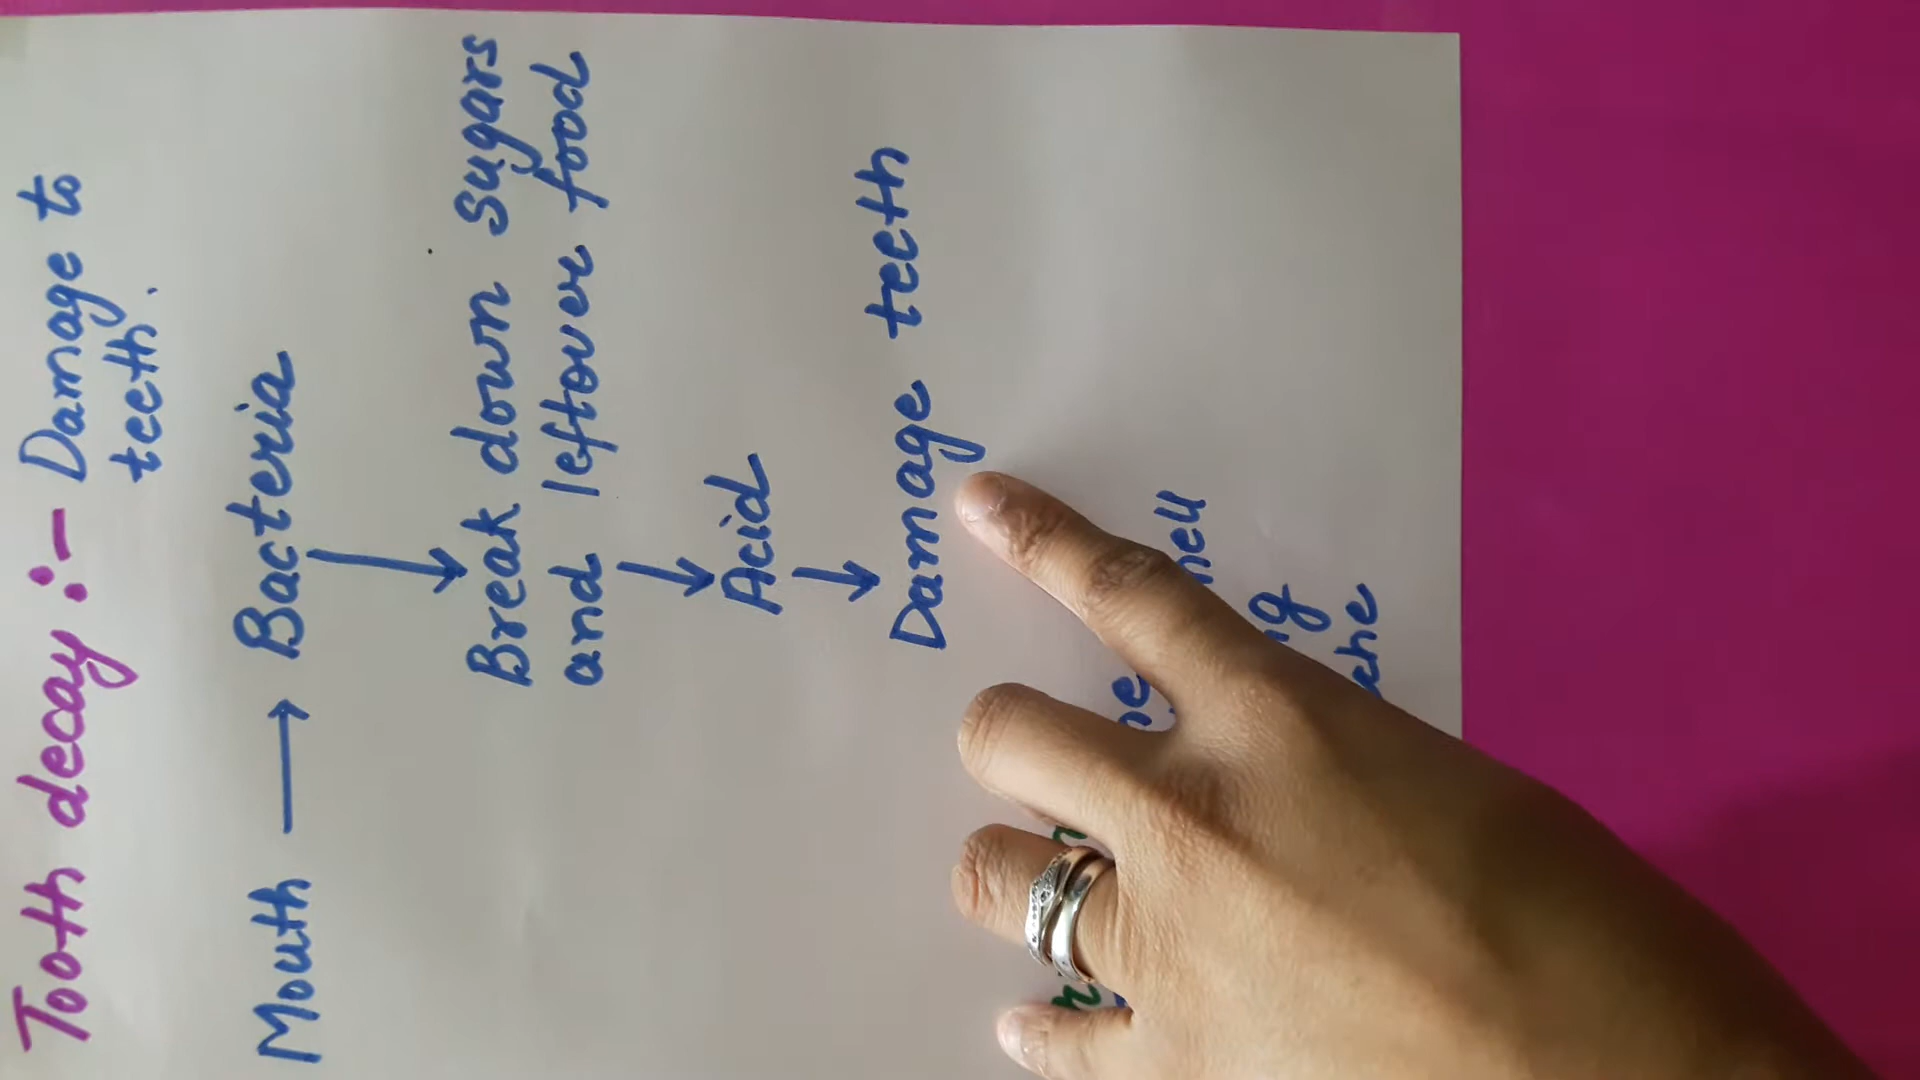 Tooth decay :- Damage to
teeth.
Mouth → Bacteria
↓
Break down sugars
and leftover food
↓
Acid
↓
Damage teeth